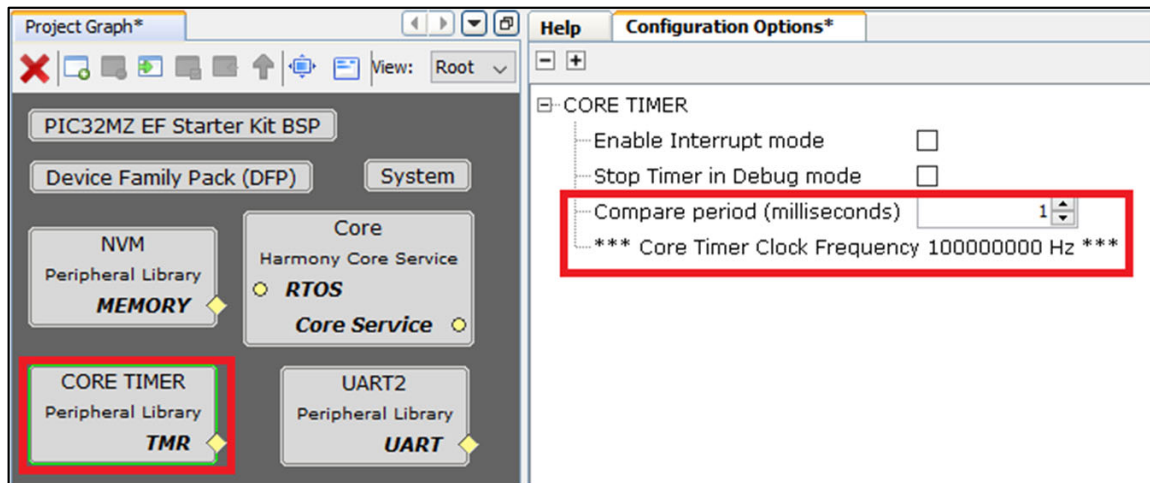 Project Graph*
View: Root
PIC32MZ EF Starter Kit BSP
Device Family Pack (DFP)
System
NVM
Peripheral Library
MEMORY
Core
Harmony Core Service
RTOS
Core Service
CORE TIMER
Peripheral Library
TMR
UART2
Peripheral Library
UART
Help
Configuration Options*
CORE TIMER
Enable Interrupt mode
Stop Timer in Debug mode
Compare period (milliseconds) 1
*** Core Timer Clock Frequency 100000000 Hz ***